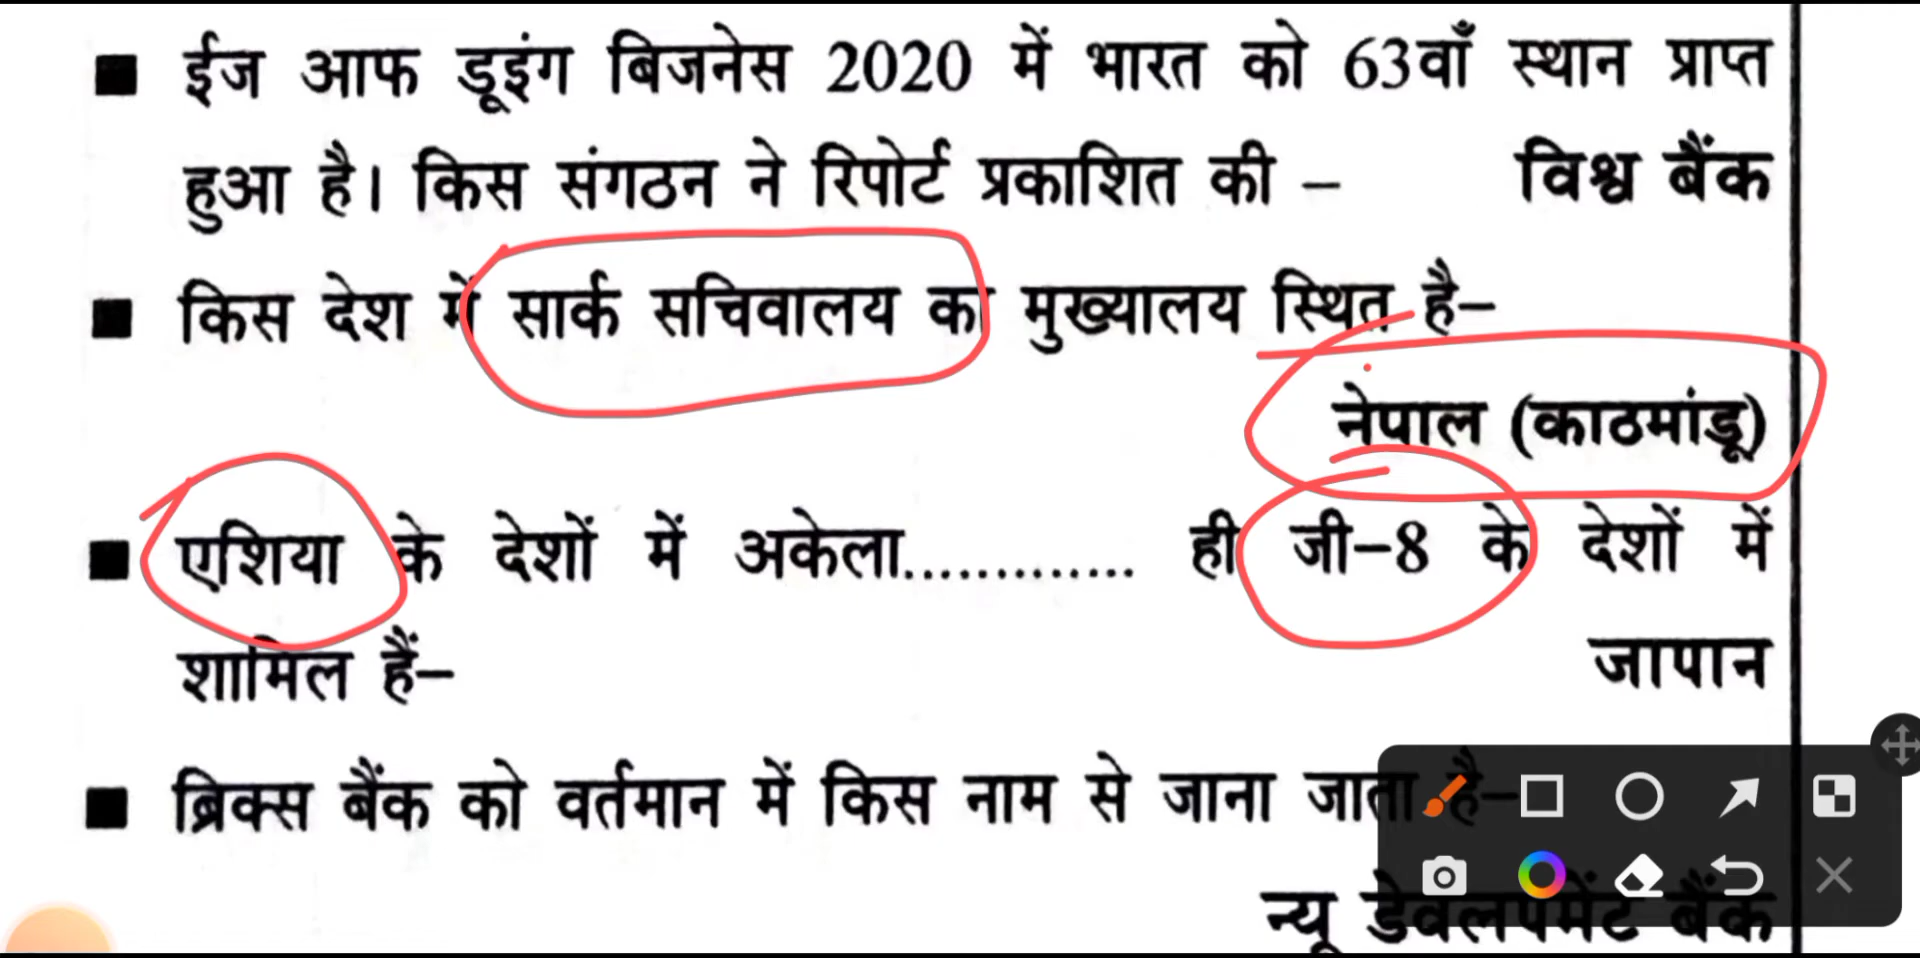 ■ ईज आफ डूइंग बिजनेस 2020 में भारत को 63वाँ स्थान प्राप्त
हुआ है। किस संगठन ने रिपोर्ट प्रकाशित की – विश्व बैंक
■ किस देश में सार्क सचिवालय का मुख्यालय स्थित है–
नेपाल (काठमांडू)
■ एशिया के देशों में अकेला............. ही जी-8 के देशों में
शामिल हैं– जापान
■ ब्रिक्स बैंक को वर्तमान में किस नाम से जाना जाता है–
न्यू डेवलपमेंट बैंक